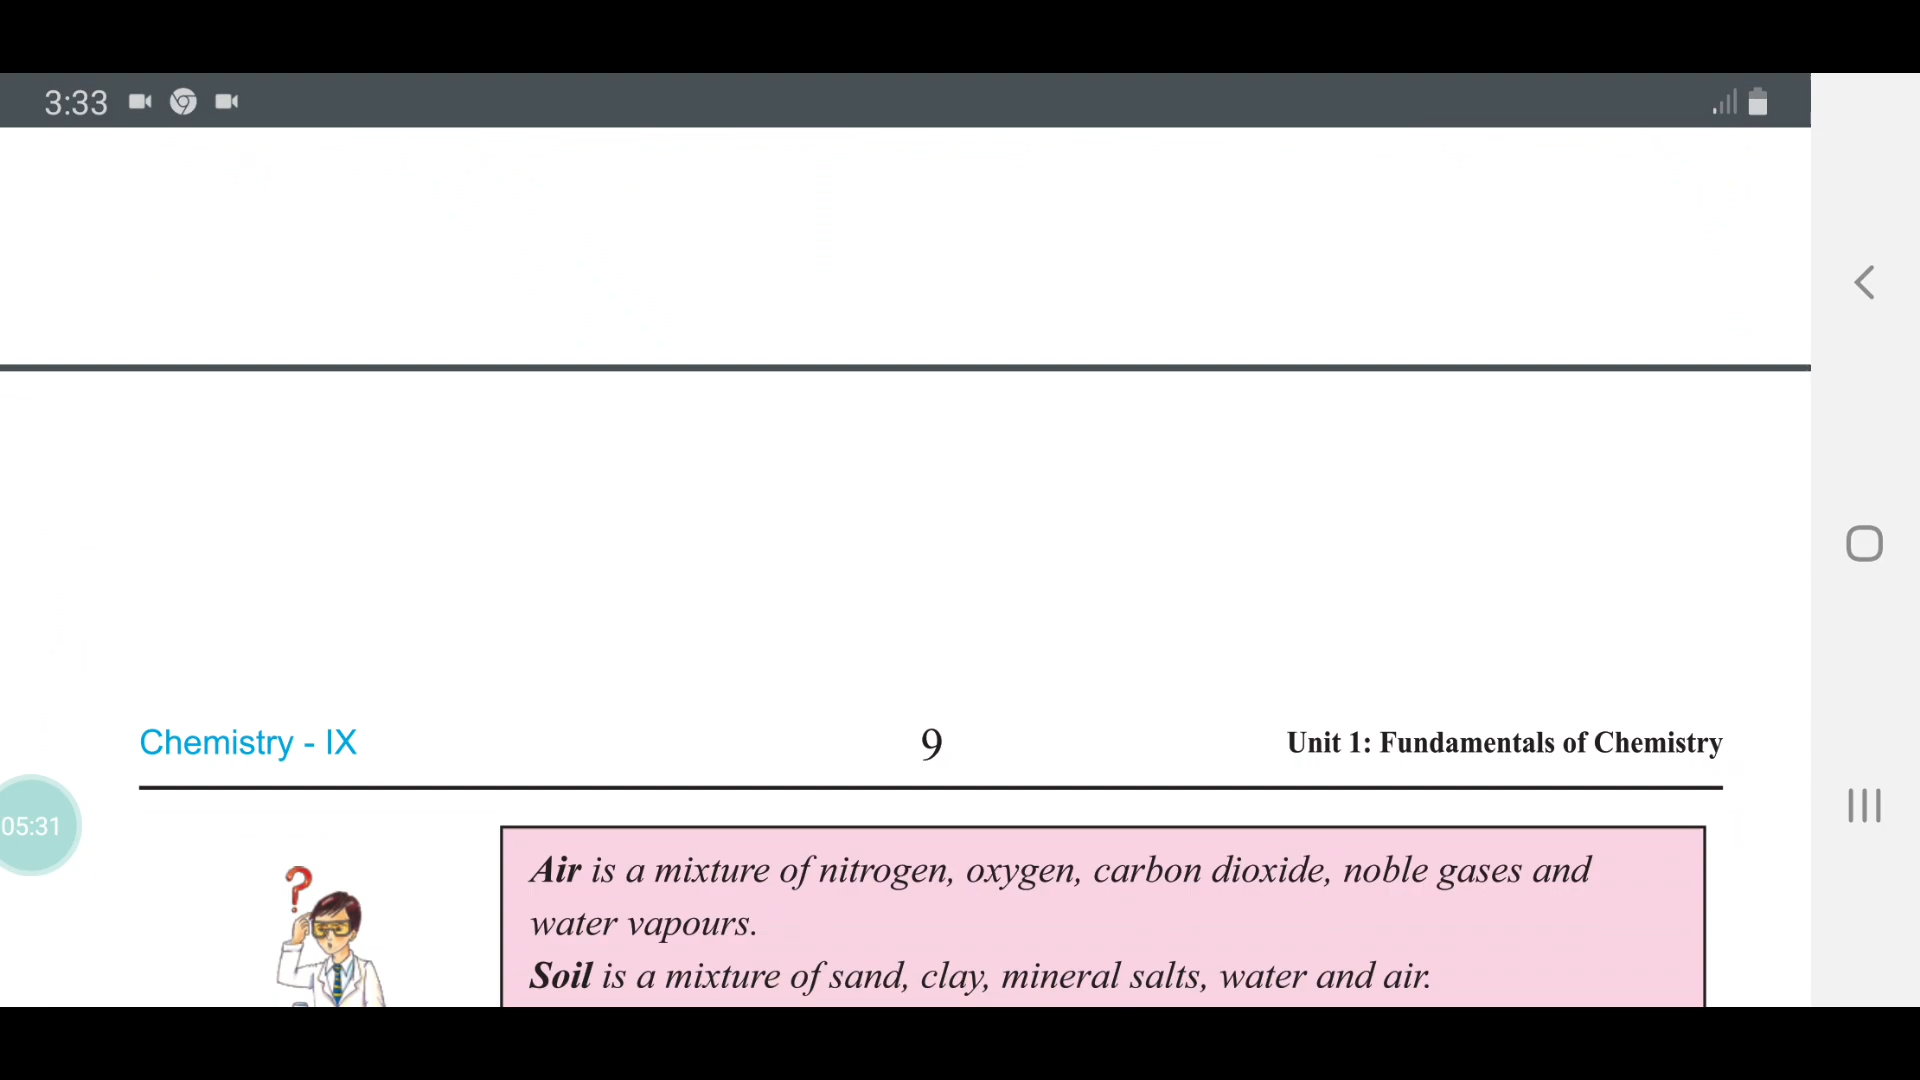 3:33
Chemistry - IX 9 Unit 1: Fundamentals of Chemistry
05:31
?
Air is a mixture of nitrogen, oxygen, carbon dioxide, noble gases and
water vapours.
Soil is a mixture of sand, clay, mineral salts, water and air.